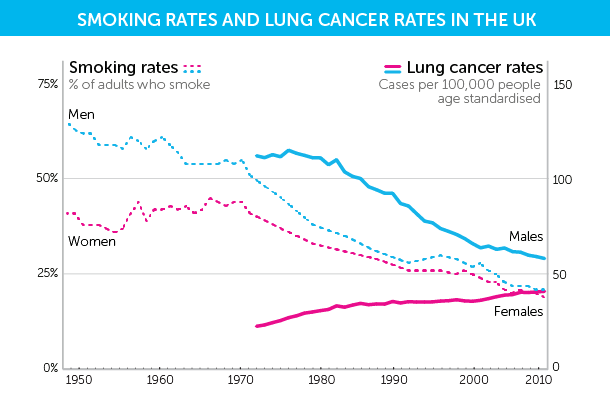 SMOKING RATES AND LUNG CANCER RATES IN THE UK
75%
Smoking rates
% of adults who smoke
Lung cancer rates
Cases per 100,000 people
age standardised
150
Men
50%
100
Women
Males
25%
50
Females
0%
0
1950 1960 1970 1980 1990 2000 2010